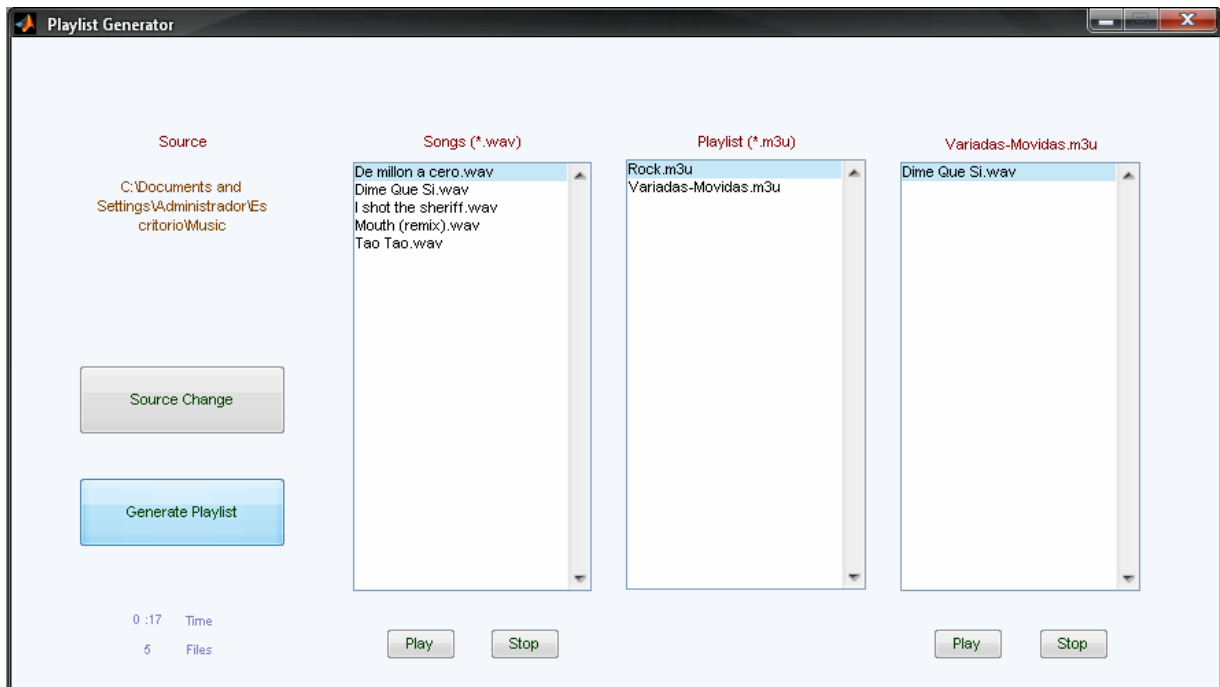 Playlist Generator
Source
C:\Documents and
Settings\Administrador\Es
critorio\Music
Source Change
Generate Playlist
0 :17 Time
5 Files
Songs (*.wav)
De millon a cero.wav
Dime Que Si.wav
I shot the sheriff.wav
Mouth (remix).wav
Tao Tao.wav
Play Stop
Playlist (*.m3u)
Rock.m3u
Variadas-Movidas.m3u
Variadas-Movidas.m3u
Dime Que Si.wav
Play Stop